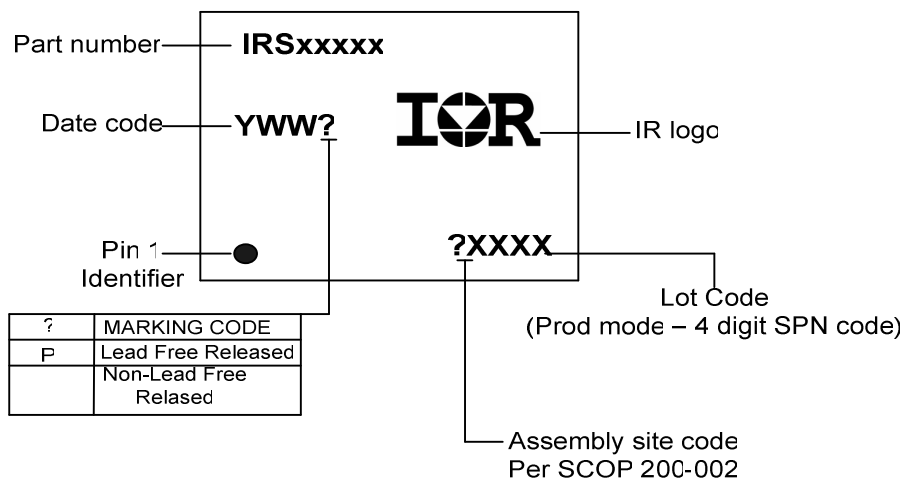 Part number
IRSxxxxx
Date code
YWW?
IOR
IR logo
Pin 1
Identifier
?XXXX
Lot Code
(Prod mode – 4 digit SPN code)
? MARKING CODE
P Lead Free Released
Non-Lead Free
Relased
Assembly site code
Per SCOP 200-002